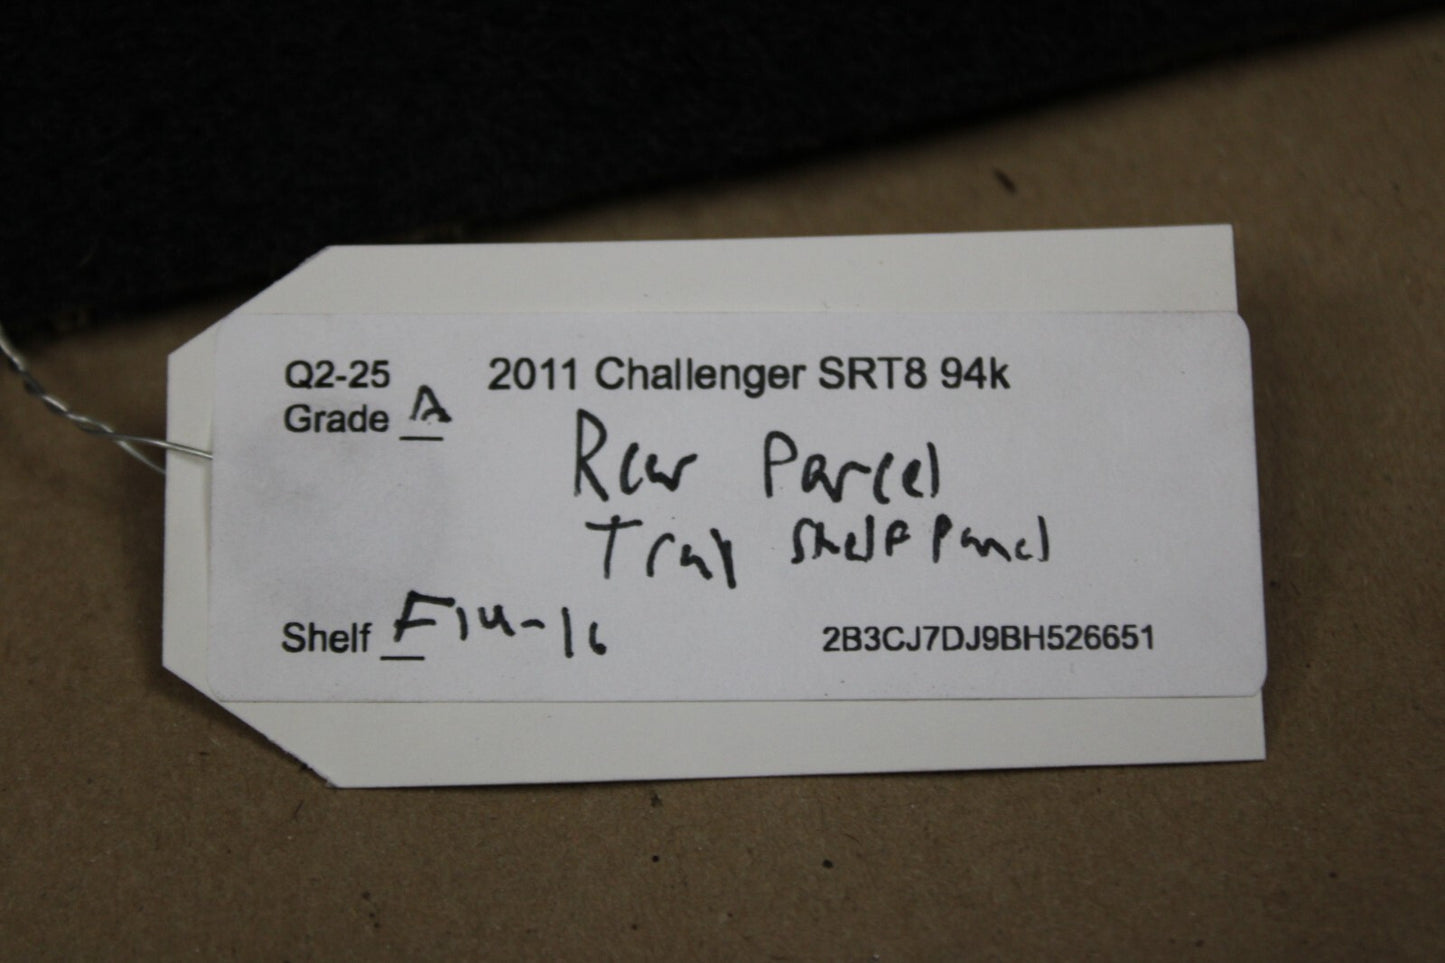 Q2-25 2011 Challenger SRT8 94k
Grade A
Rear Parcel
Tray Shelf Panel
Shelf F14-16
2B3CJ7DJ9BH526651